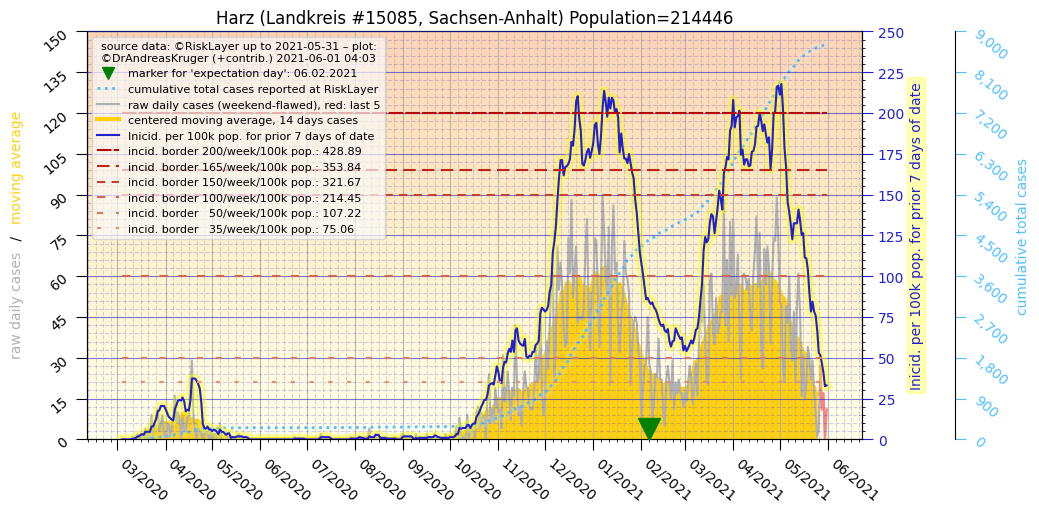 Harz (Landkreis #15085, Sachsen-Anhalt) Population=214446
source data: ©RiskLayer up to 2021-05-31 – plot:
©DrAndreasKruger (+contrib.) 2021-06-01 04:03
marker for 'expectation day': 06.02.2021
cumulative total cases reported at RiskLayer
raw daily cases (weekend-flawed), red: last 5
centered moving average, 14 days cases
Inicid. per 100k pop. for prior 7 days of date
incid. border 200/week/100k pop.: 428.89
incid. border 165/week/100k pop.: 353.84
incid. border 150/week/100k pop.: 321.67
incid. border 100/week/100k pop.: 214.45
incid. border   50/week/100k pop.: 107.22
incid. border   35/week/100k pop.: 75.06
raw daily cases / moving average
150
135
120
105
90
75
60
45
30
15
0
250
225
200
175
150
125
100
75
50
25
0
Inicid. per 100k pop. for prior 7 days of date
9,000
8,100
7,200
6,300
5,400
4,500
3,600
2,700
1,800
900
0
cumulative total cases
03/2020
04/2020
05/2020
06/2020
07/2020
08/2020
09/2020
10/2020
11/2020
12/2020
01/2021
02/2021
03/2021
04/2021
05/2021
06/2021